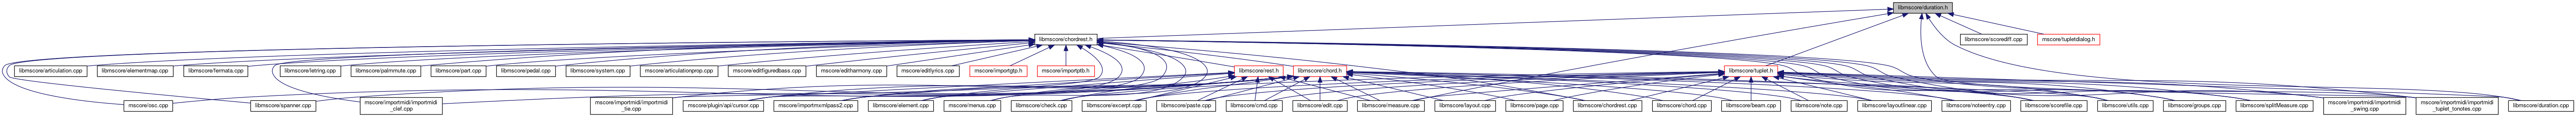 libmscore/duration.h
libmscore/chordrest.h
libmscore/scorediff.cpp
mscore/tupletdialog.h
libmscore/articulation.cpp
libmscore/elementmap.cpp
libmscore/fermata.cpp
libmscore/letring.cpp
libmscore/palmmute.cpp
libmscore/part.cpp
libmscore/pedal.cpp
libmscore/system.cpp
mscore/articulationprop.cpp
mscore/editfiguredbass.cpp
mscore/editharmony.cpp
mscore/editlyrics.cpp
mscore/importgtp.h
mscore/importptb.h
libmscore/rest.h
libmscore/chord.h
libmscore/tuplet.h
mscore/osc.cpp
libmscore/spanner.cpp
mscore/importmidi/importmidi
_clef.cpp
mscore/importmidi/importmidi
_tie.cpp
mscore/plugin/api/cursor.cpp
mscore/importmxmlpass2.cpp
libmscore/element.cpp
mscore/menus.cpp
libmscore/check.cpp
libmscore/excerpt.cpp
libmscore/paste.cpp
libmscore/cmd.cpp
libmscore/edit.cpp
libmscore/measure.cpp
libmscore/layout.cpp
libmscore/page.cpp
libmscore/chordrest.cpp
libmscore/chord.cpp
libmscore/beam.cpp
libmscore/note.cpp
libmscore/layoutlinear.cpp
libmscore/noteentry.cpp
libmscore/scorefile.cpp
libmscore/utils.cpp
libmscore/groups.cpp
libmscore/splitMeasure.cpp
mscore/importmidi/importmidi
_swing.cpp
mscore/importmidi/importmidi
_tuplet_tonotes.cpp
libmscore/duration.cpp